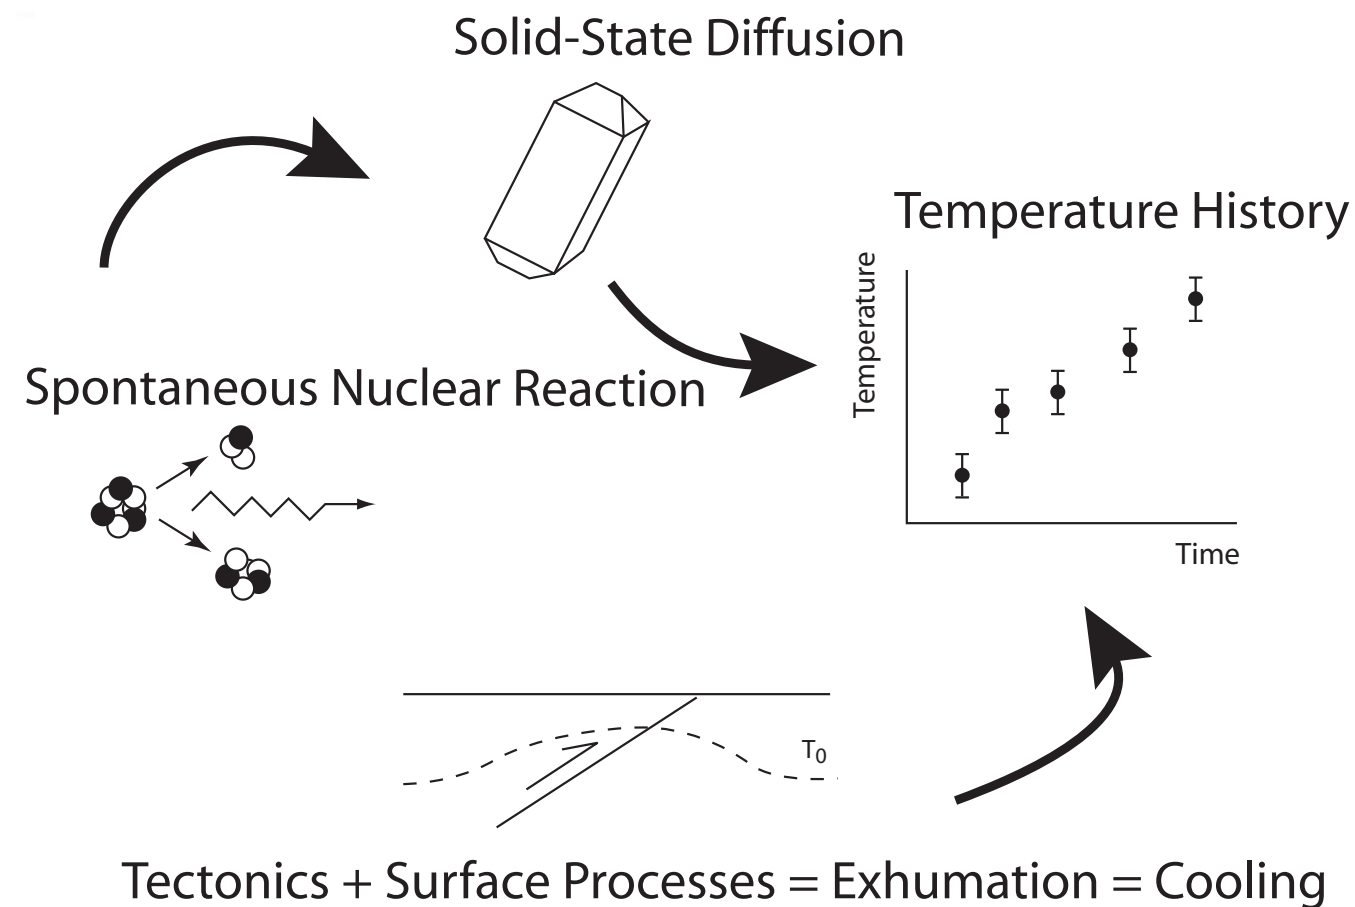 Solid-State Diffusion
Temperature History
Temperature
Time
Spontaneous Nuclear Reaction
T0
Tectonics + Surface Processes = Exhumation = Cooling